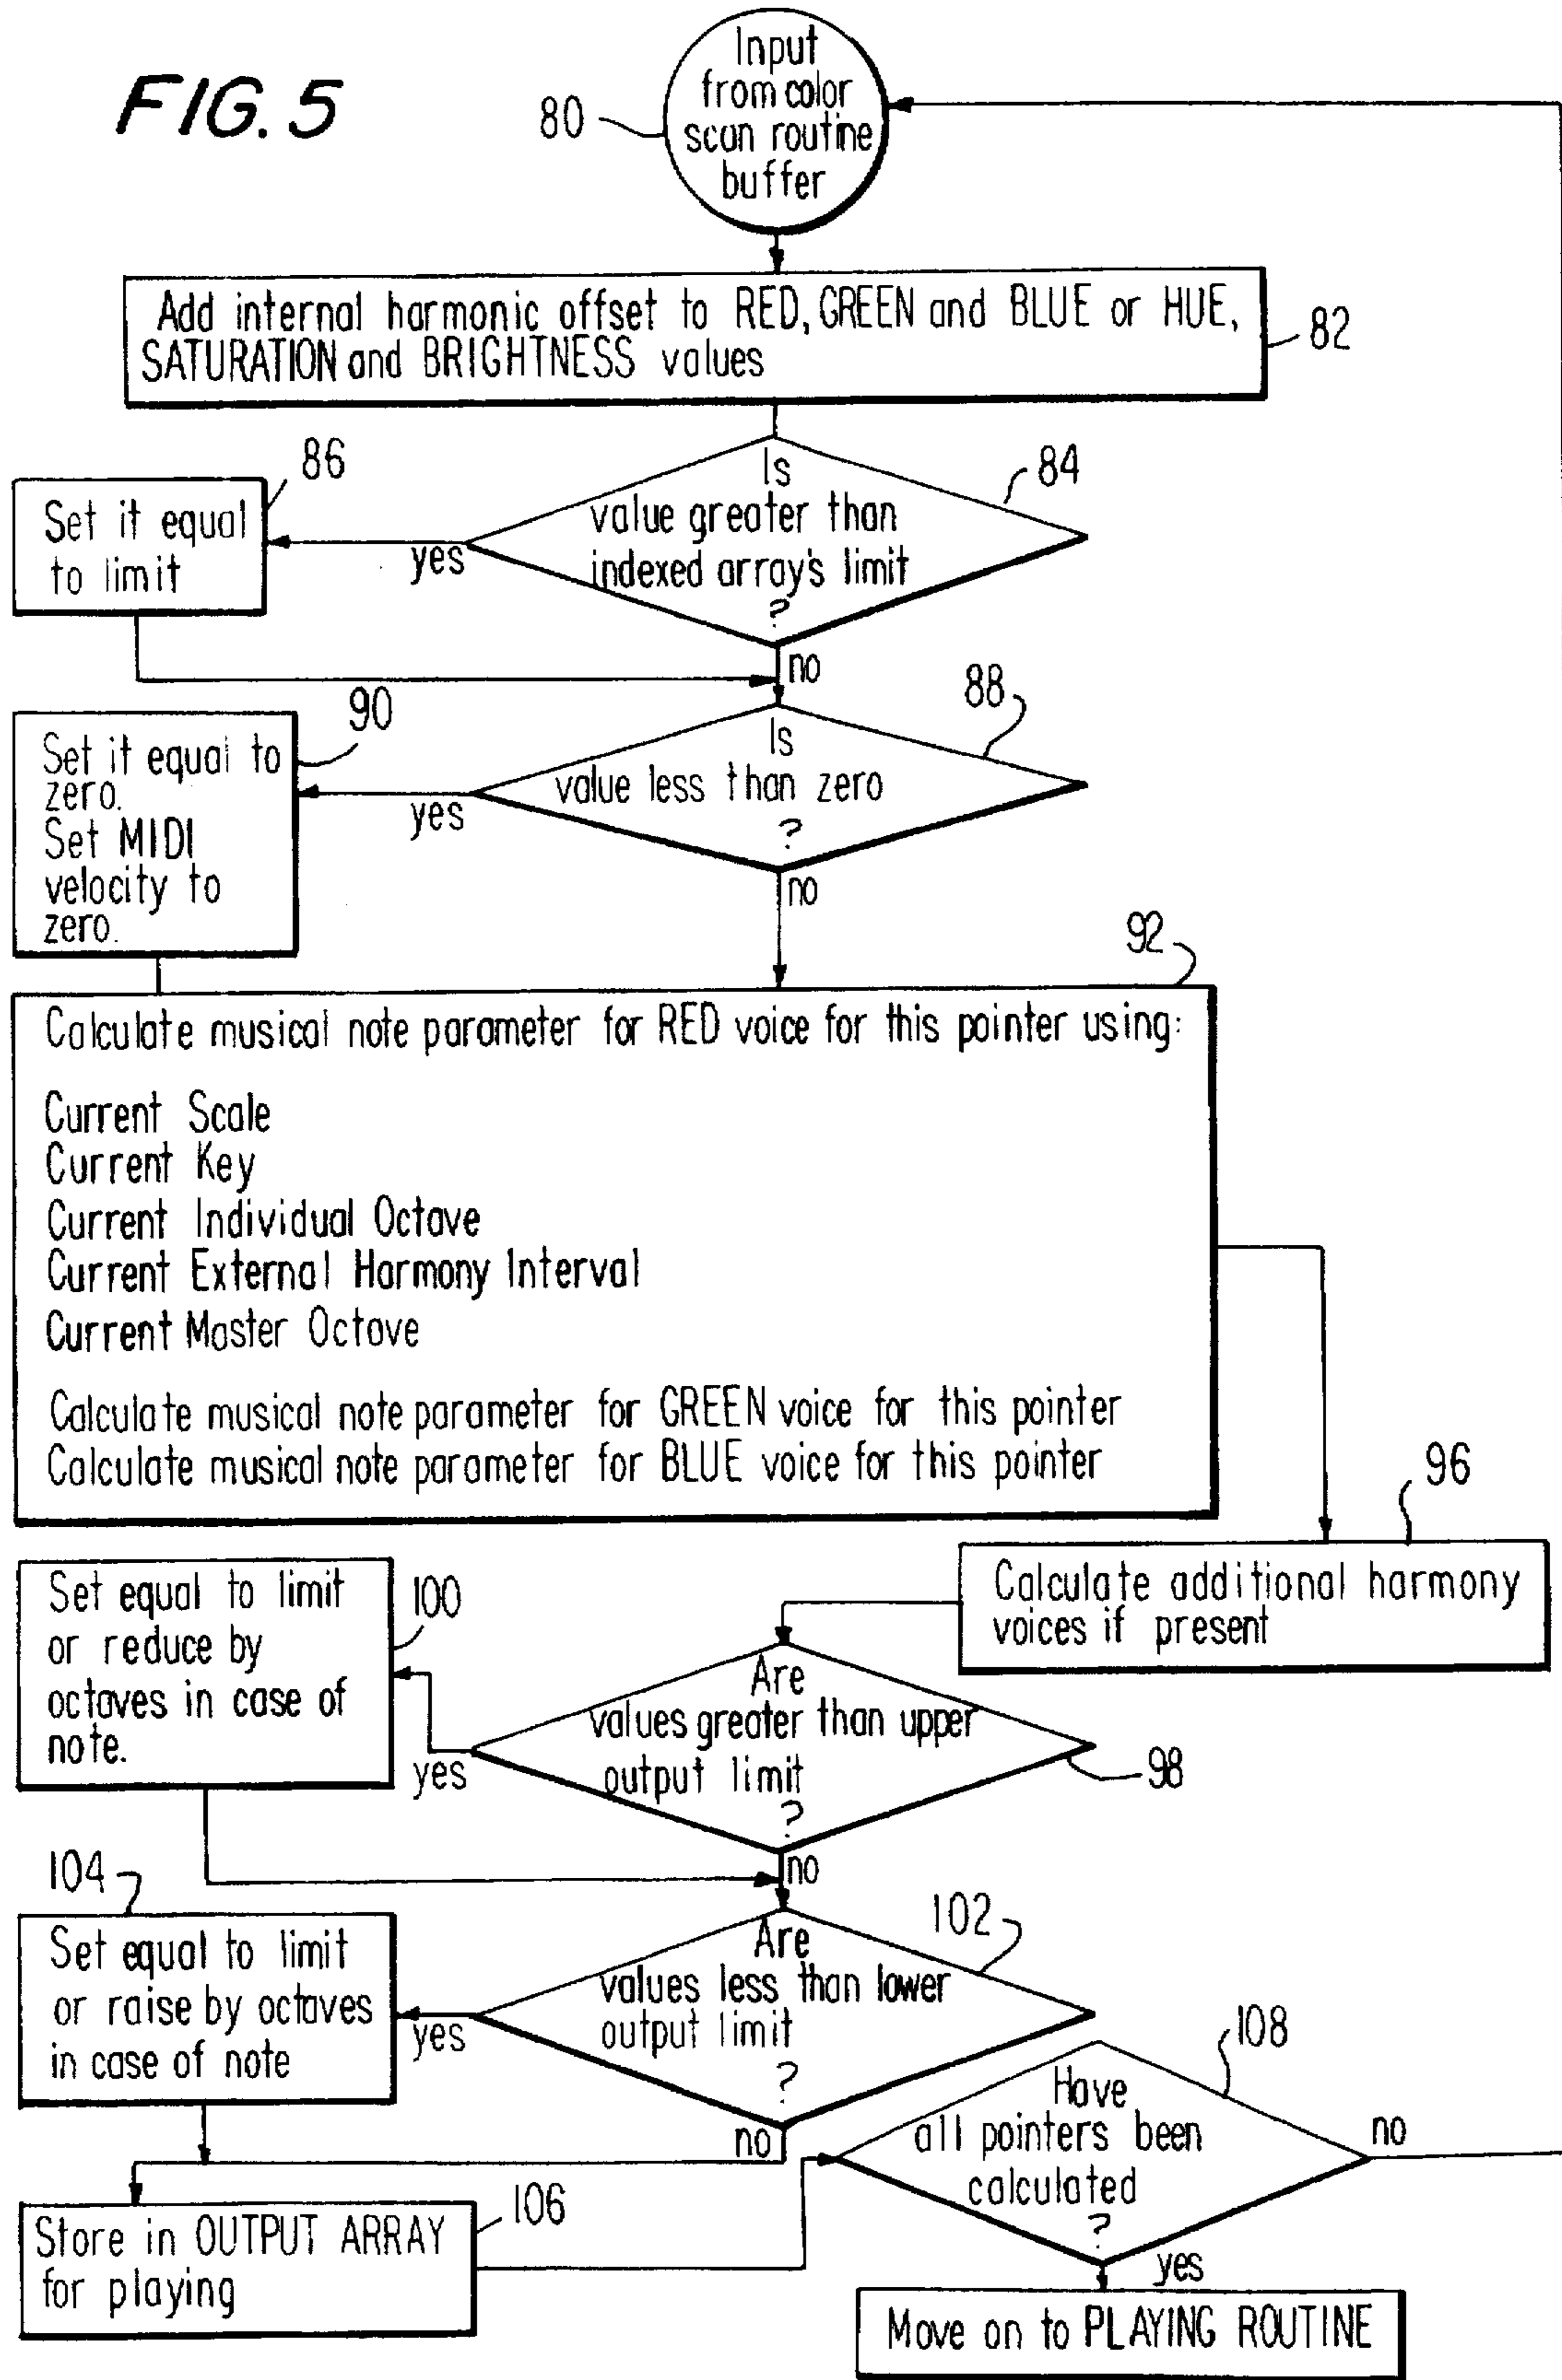 FIG. 5
80
Input
from color
scan routine
buffer
Add internal harmonic offset to RED, GREEN and BLUE or HUE,
SATURATION and BRIGHTNESS values
82
86
Set it equal
to limit
yes
Is
value greater than
indexed array's limit
?
84
no
90
Set it equal to
zero.
Set MIDI
velocity to
zero.
yes
Is
value less than zero
?
88
no
92
Calculate musical note parameter for RED voice for this pointer using:
Current Scale
Current Key
Current Individual Octave
Current External Harmony Interval
Current Master Octave
Calculate musical note parameter for GREEN voice for this pointer
Calculate musical note parameter for BLUE voice for this pointer
96
Calculate additional harmony
voices if present
Set equal to limit
or reduce by
octaves in case of
note.
100
yes
Are
values greater than upper
output limit
?
98
no
104
Set equal to limit
or raise by octaves
in case of note
yes
Are
values less than lower
output limit
?
102
no
108
Have
all pointers been
calculated
?
no
yes
Store in OUTPUT ARRAY
for playing
106
Move on to PLAYING ROUTINE